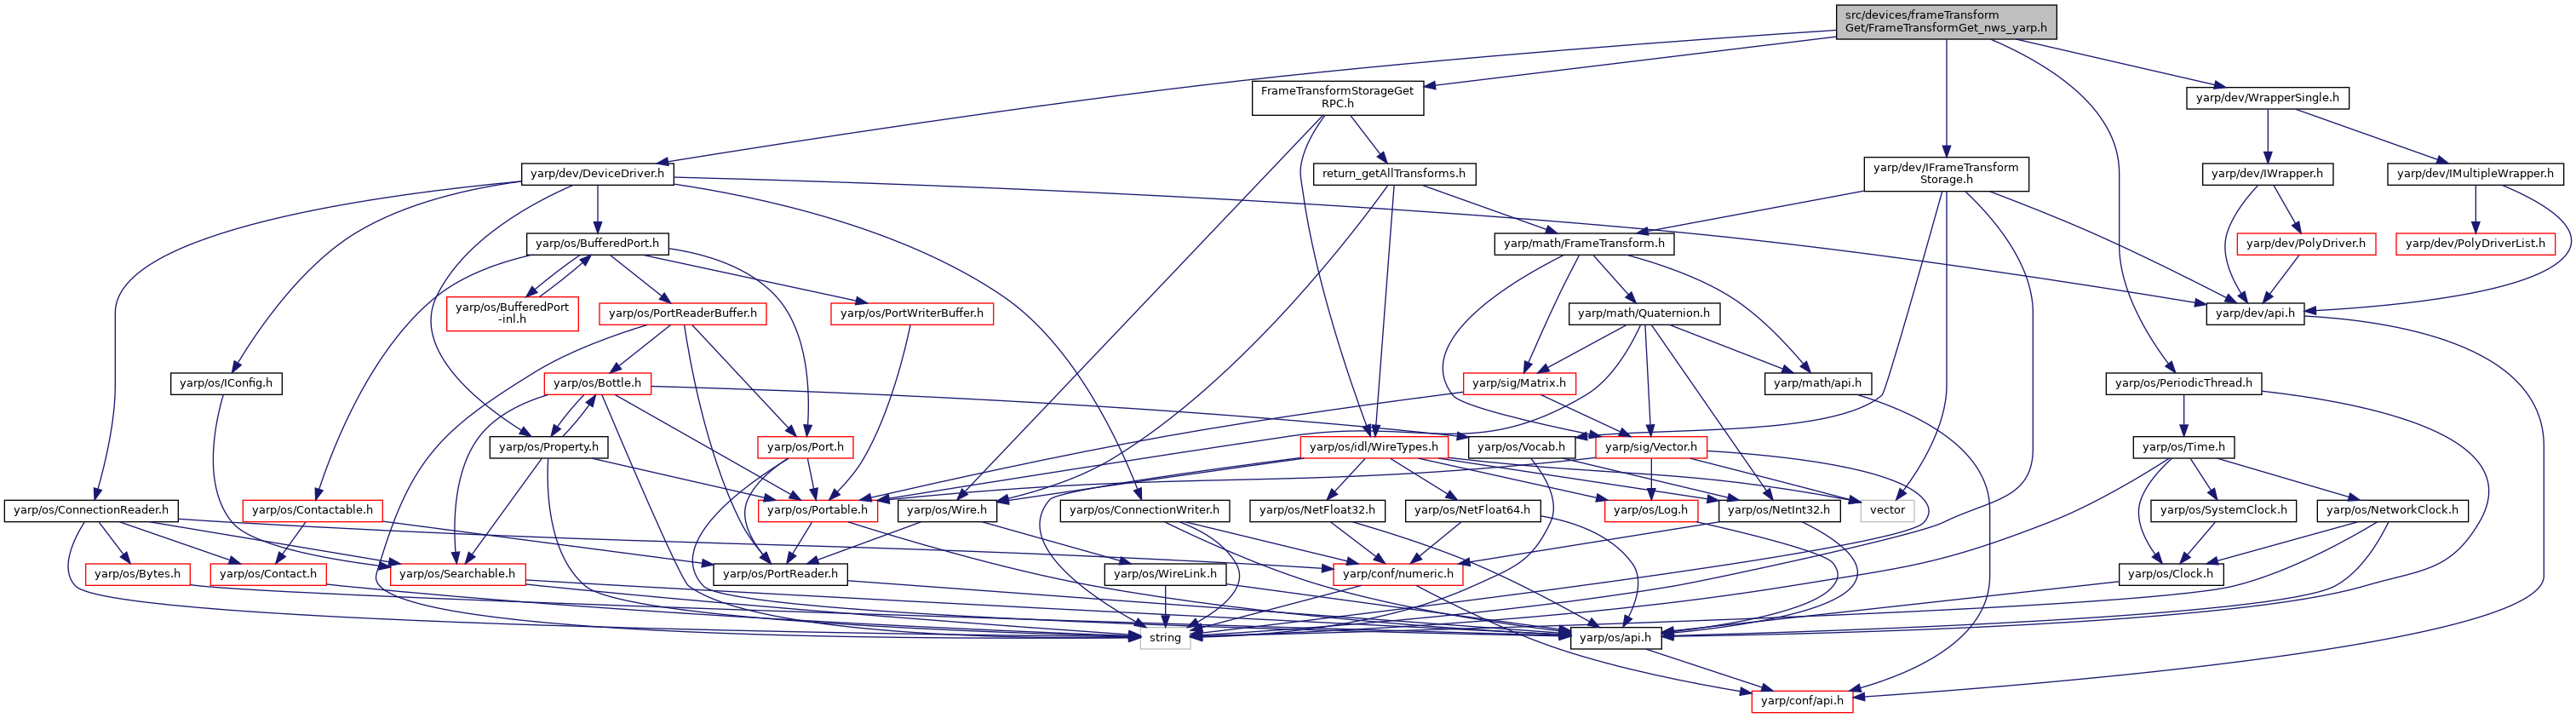 src/devices/frameTransform
Get/FrameTransformGet_nws_yarp.h
FrameTransformStorageGet
RPC.h
yarp/dev/WrapperSingle.h
yarp/dev/DeviceDriver.h
return_getAllTransforms.h
yarp/dev/IFrameTransform
Storage.h
yarp/dev/IWrapper.h
yarp/dev/IMultipleWrapper.h
yarp/os/BufferedPort.h
yarp/math/FrameTransform.h
yarp/dev/PolyDriver.h
yarp/dev/PolyDriverList.h
yarp/os/BufferedPort
-inl.h
yarp/os/PortReaderBuffer.h
yarp/os/PortWriterBuffer.h
yarp/math/Quaternion.h
yarp/dev/api.h
yarp/os/IConfig.h
yarp/os/Bottle.h
yarp/sig/Matrix.h
yarp/math/api.h
yarp/os/PeriodicThread.h
yarp/os/Property.h
yarp/os/Port.h
yarp/os/idl/WireTypes.h
yarp/os/Vocab.h
yarp/sig/Vector.h
yarp/os/Time.h
yarp/os/ConnectionReader.h
yarp/os/Contactable.h
yarp/os/Portable.h
yarp/os/Wire.h
yarp/os/ConnectionWriter.h
yarp/os/NetFloat32.h
yarp/os/NetFloat64.h
yarp/os/Log.h
yarp/os/NetInt32.h
vector
yarp/os/SystemClock.h
yarp/os/NetworkClock.h
yarp/os/Bytes.h
yarp/os/Contact.h
yarp/os/Searchable.h
yarp/os/PortReader.h
yarp/os/WireLink.h
yarp/conf/numeric.h
yarp/os/Clock.h
string
yarp/os/api.h
yarp/conf/api.h